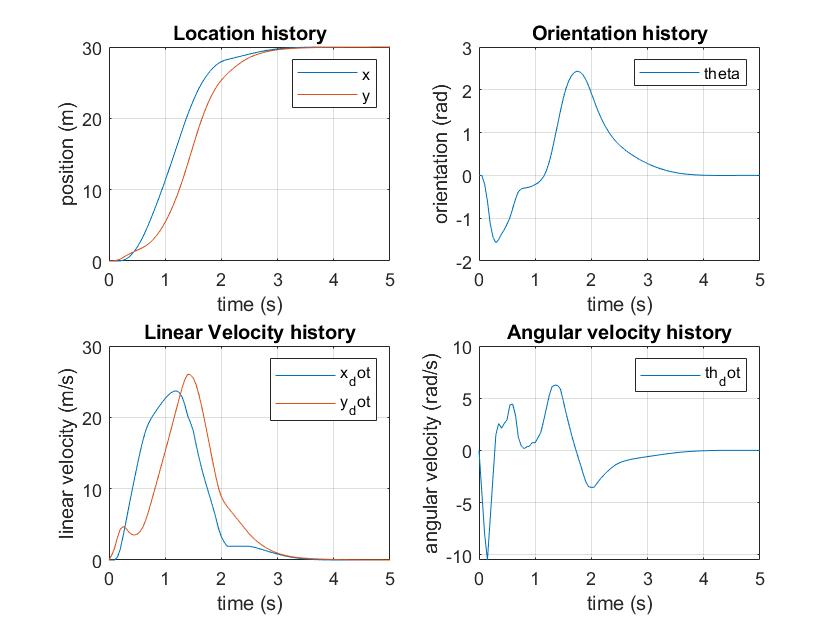 Location history
30
20
10
0
0 1 2 3 4 5
position (m)
time (s)
x
y
Orientation history
3
2
1
0
-1
-2
0 1 2 3 4 5
orientation (rad)
time (s)
theta
Linear Velocity history
30
20
10
0
0 1 2 3 4 5
linear velocity (m/s)
time (s)
x_dot
y_dot
Angular velocity history
10
5
0
-5
-10
0 1 2 3 4 5
angular velocity (rad/s)
time (s)
th_dot